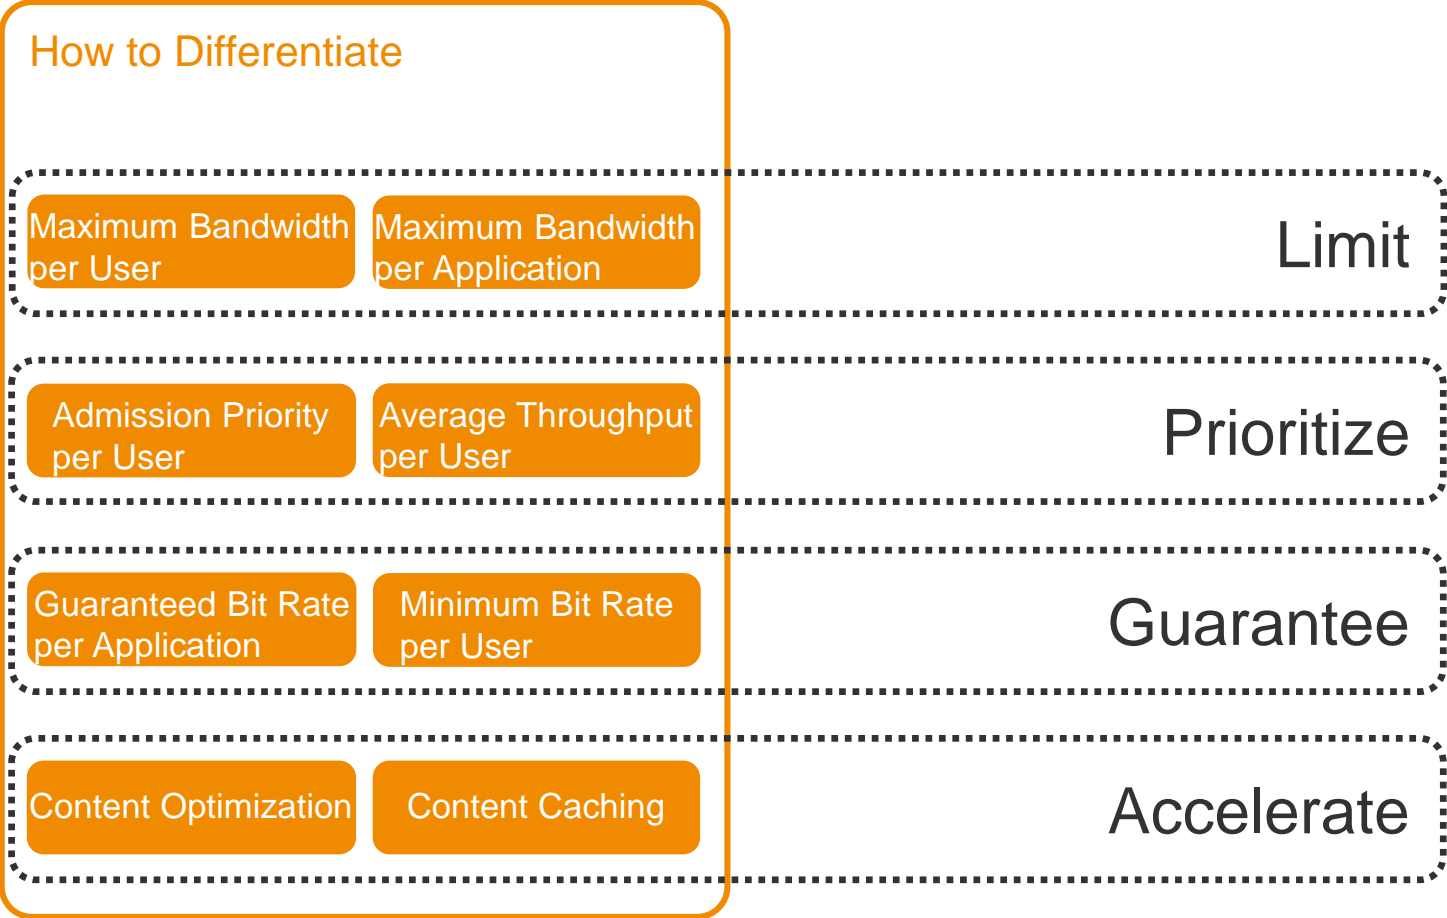 How to Differentiate
Maximum Bandwidth
per User
Maximum Bandwidth
per Application
Limit
Admission Priority
per User
Average Throughput
per User
Prioritize
Guaranteed Bit Rate
per Application
Minimum Bit Rate
per User
Guarantee
Content Optimization
Content Caching
Accelerate